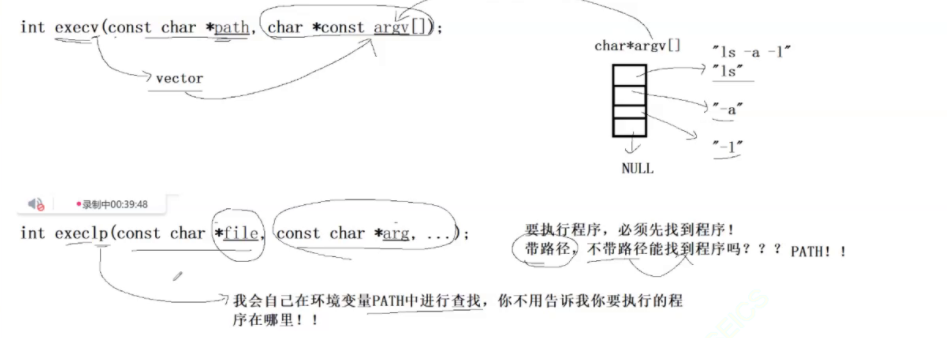 int execv(const char *path, char *const argv[]);
vector
char*argv[]
"ls -a -l"
"ls"
"-a"
"-l"
NULL
录制中00:39:48
int execlp(const char *file, const char *arg, ...);
要执行程序，必须先找到程序！
带路径，不带路径能找到程序吗？？？ PATH！！
我会自己在环境变量PATH中进行查找，你不用告诉我你要执行的程
序在哪里！！